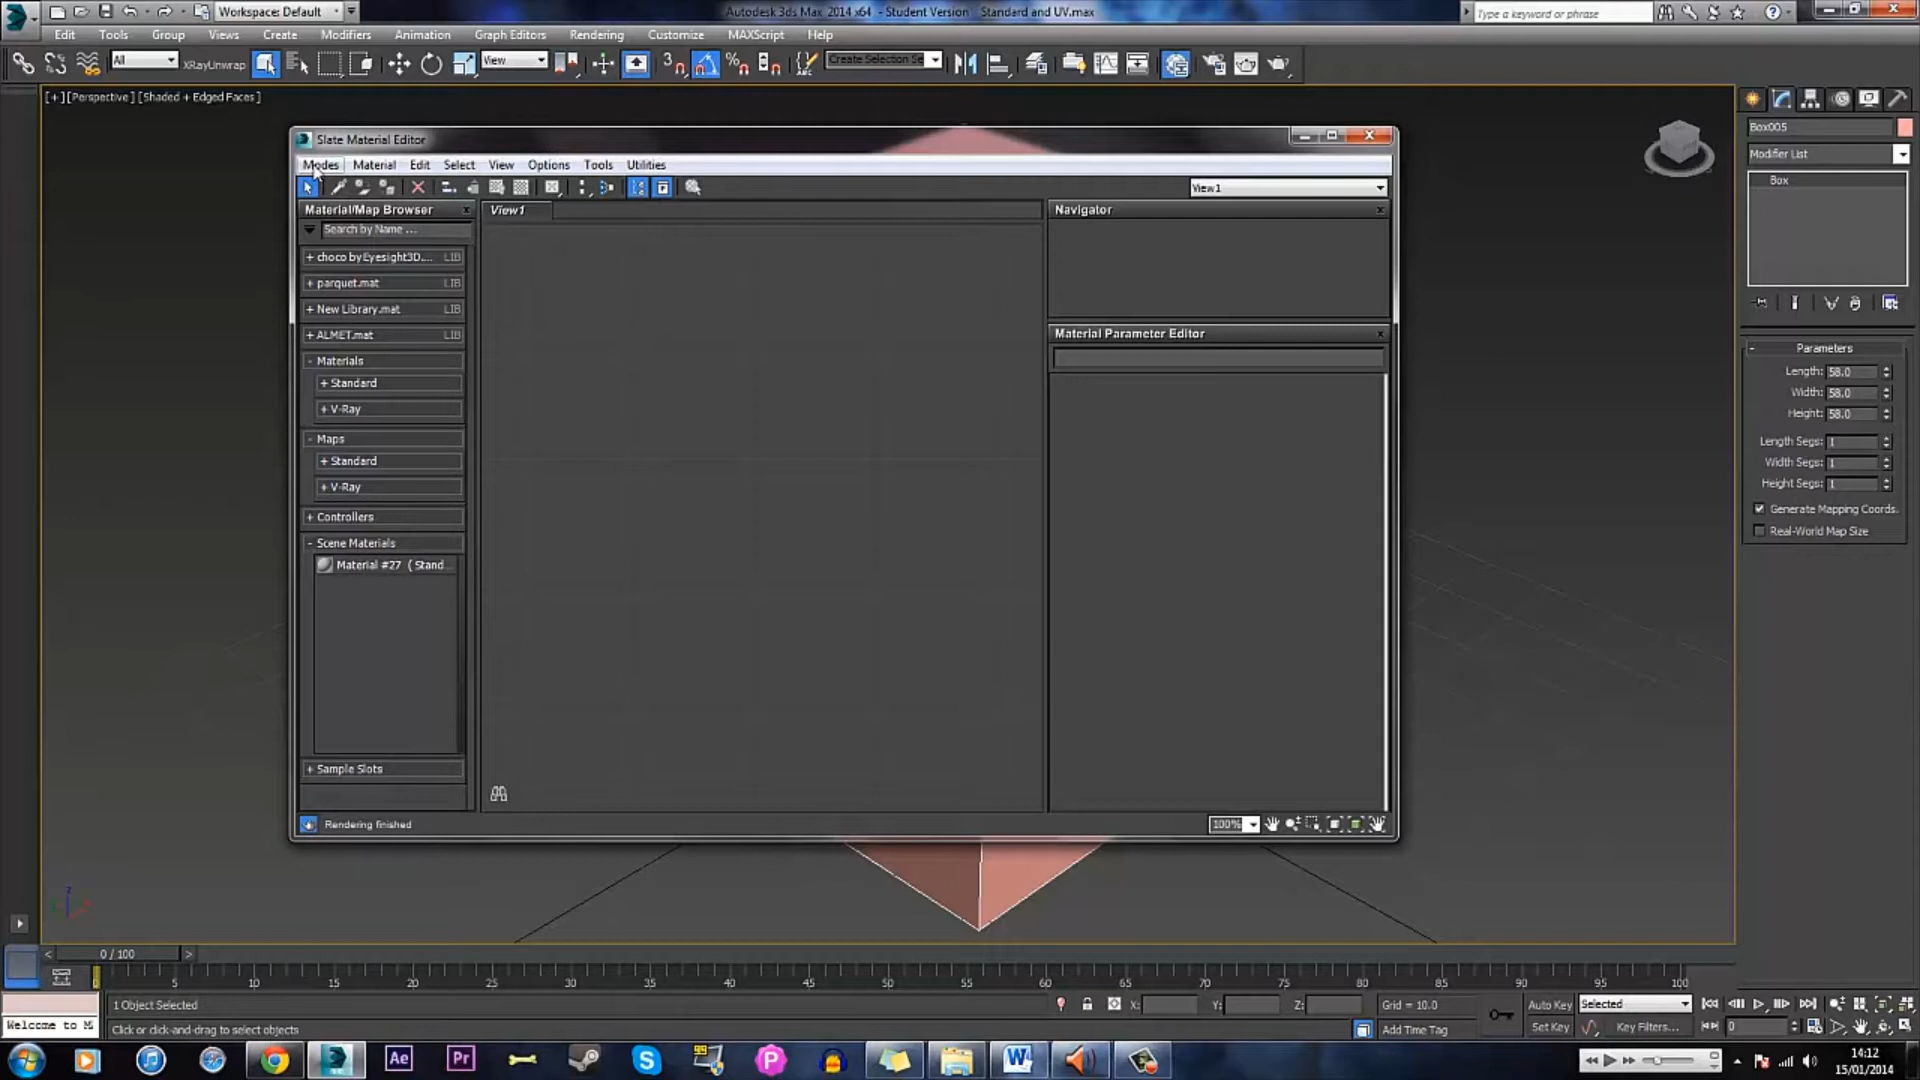 Workspace: Default
Autodesk 3ds Max 2014 x64 - Student Version Standard and UV.max
Type a keyword or phrase
Edit Tools Group Views Create Modifiers Animation Graph Editors Rendering Customize MAXScript Help
All XRayUnwrap View 3 Create Selection Se
[+] [Perspective] [Shaded + Edged Faces]
Slate Material Editor
Modes Material Edit Select View Options Tools Utilities
View1
Material/Map Browser
View1
Navigator
Search by Name ...
+ choco by Eyesight3D.... LIB
+ parquet.mat LIB
+ New Library.mat LIB
+ ALMET.mat LIB
- Materials
+ Standard
+ V-Ray
- Maps
+ Standard
+ V-Ray
+ Controllers
- Scene Materials
Material #27 ( Stand...
+ Sample Slots
Material Parameter Editor
Rendering finished
100%
Box005
Modifier List
Box
- Parameters
Length: 58.0
Width: 58.0
Height: 58.0
Length Segs: 1
Width Segs: 1
Height Segs: 1
Generate Mapping Coords.
Real-World Map Size
< 0 / 100 >
5 10 15 20 25 30 35 40 45 50 55 60 65 70 75 80 85 90 95 100
1 Object Selected
X: Y: Z: Grid = 10.0
Auto Key Selected
Welcome to M
Click or click-and-drag to select objects
Add Time Tag
Set Key Key Filters... 0
Ae Pr
14:12
15/01/2014